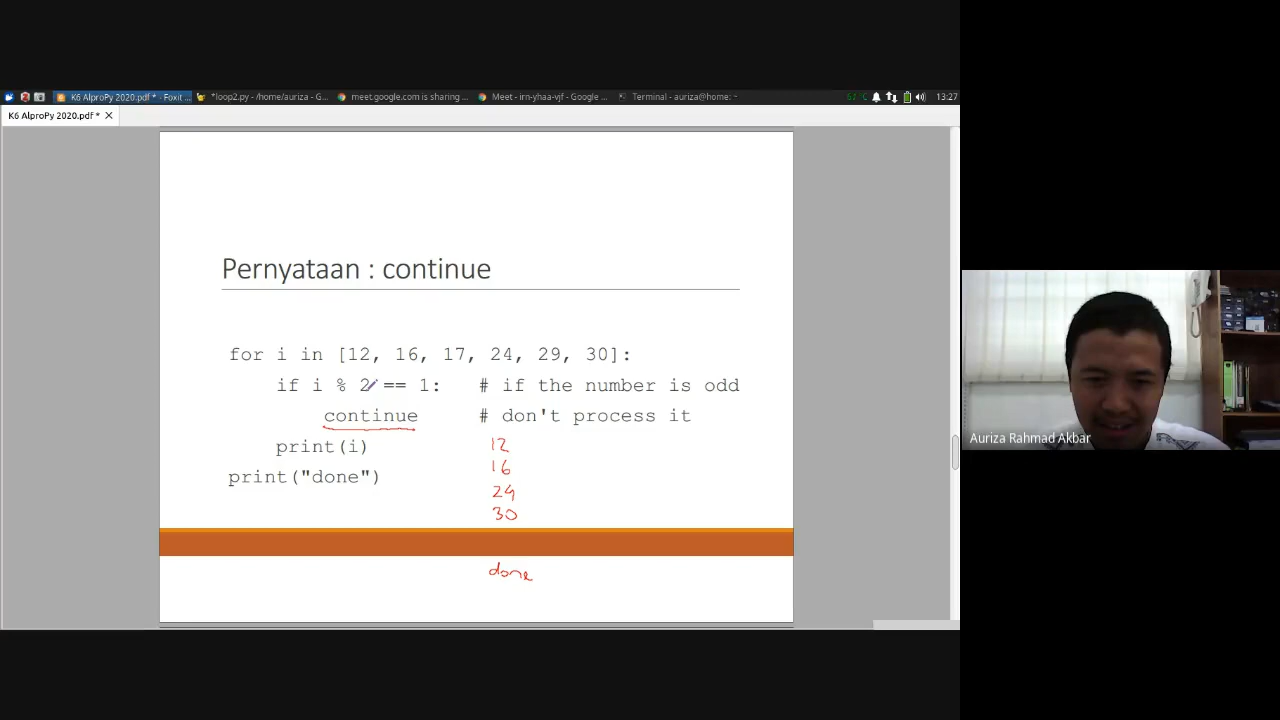 K6 AlproPy 2020.pdf * - Foxit ... *loop2.py - /home/auriza - G... meet.google.com is sharing ... Meet - irn-yhaa-vjf - Google ... Terminal - auriza@home: ~ 67°C 13:27
K6 AlproPy 2020.pdf *
Pernyataan : continue
for i in [12, 16, 17, 24, 29, 30]:
if i % 2 == 1: # if the number is odd
continue # don't process it
print(i) 12
16
print("done")
24
30
done
Auriza Rahmad Akbar